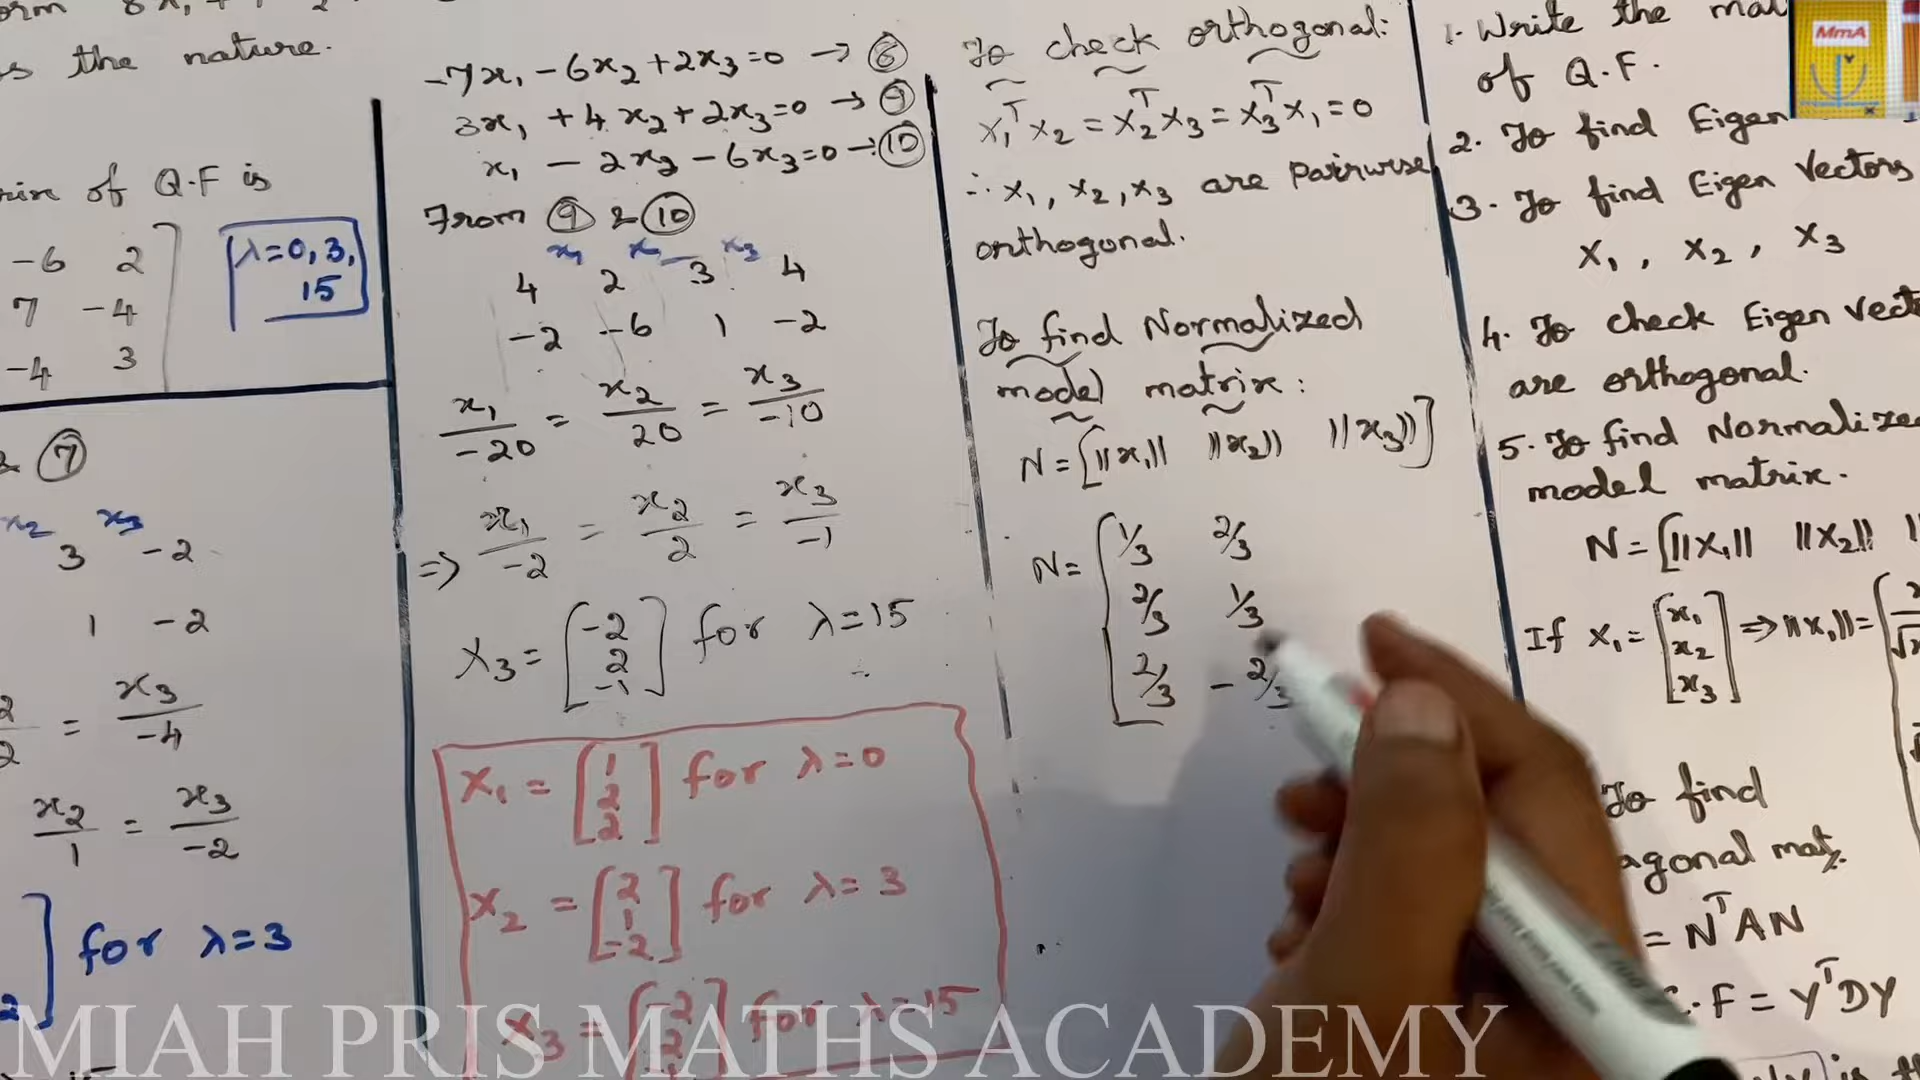 s the nature.
of Q.F is
-6 2
7 -4
-4 3
λ=0, 3,
15
⑦
x₂ x₃
3 -2
1 -2
= x₃/-4
x₂/1 = x₃/-2
] for λ=3
-7x₁ - 6x₂ + 2x₃=0 → ⑧
3x₁ + 4x₂ + 2x₃=0 → ⑨
x₁ - 2x₂ - 6x₃=0 → ⑩
From ⑨ & ⑩
x₁ x₂ x₃
4 2 3 4
-2 -6 1 -2
x₁/-20 = x₂/20 = x₃/-10
=> x₁/-2 = x₂/2 = x₃/-1
X₃ = [-2 2 -1] for λ=15
X₁ = [1 2 2] for λ=0
X₂ = [2 1 -2] for λ=3
X₃ = [-2 2 for λ=15
To check orthogonal:
X₁ᵀX₂ = X₂ᵀX₃ = X₃ᵀX₁ = 0
∴ X₁, X₂, X₃ are Pairwise
orthogonal.
To find Normalized
model matrix:
N = [||x₁|| ||x₂|| ||x₃||]
N = [1/3 2/3
2/3 1/3
2/3 -2/3
1. Write the
of Q.F.
2. To find Eigen
3. To find Eigen Vectors
X₁, X₂, X₃
4. To check Eigen vect
are orthogonal.
5. To find Normalize
model matrix.
N = [||X₁|| ||X₂||
If X₁ = [x₁ x₂ x₃] => ||x₁|| =
To find
agonal mat
= NᵀAN
.F = YᵀDY
MmA
MIAH PRIS MATHS ACADEMY